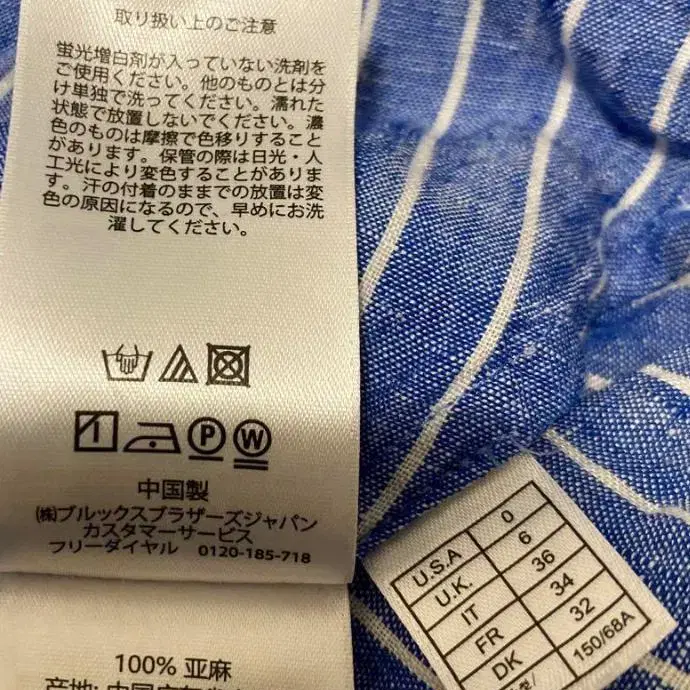 取り扱い上のご注意
蛍光増白剤が入っていない洗剤を
ご使用ください。他のものとは分
け単独で洗ってください。濡れた
状態で放置しないでください。濃
色のものは摩擦で色移りすること
があります。保管の際は日光・人
工光により変色することがありま
す。汗の付着のままでの放置は変
色の原因になるので、早めにお洗
濯してください。
P W
中国製
㈱ブルックスブラザーズジャパン
カスタマーサービス
フリーダイヤル 0120-185-718
100% 亚麻
产地: 中国
U.S.A 0
U.K. 6
IT 36
FR 34
DK 32
150/68A